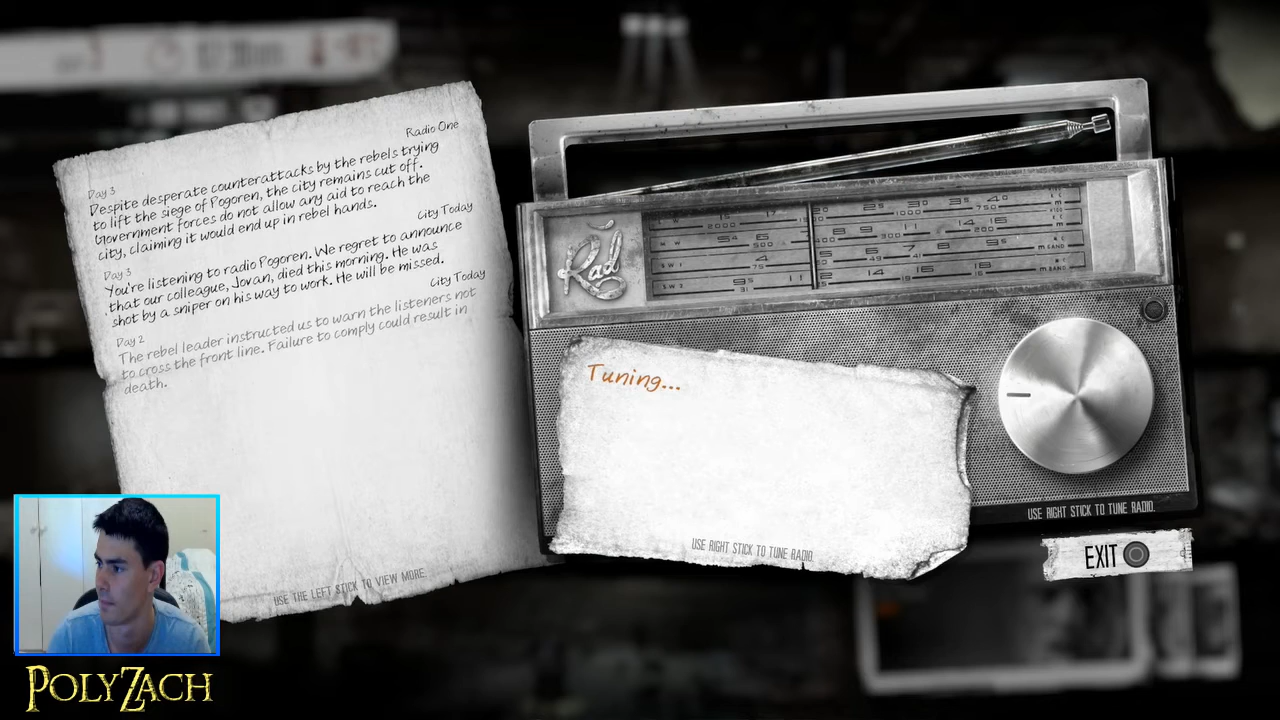 Radio One
Day 3
Despite desperate counterattacks by the rebels trying
to lift the siege of Pogoren, the city remains cut off.
Government forces do not allow any aid to reach the
city, claiming it would end up in rebel hands.
City Today
Day 3
You're listening to radio Pogoren. We regret to announce
that our colleague, Jovan, died this morning. He was
shot by a sniper on his way to work. He will be missed.
City Today
Day 2
The rebel leader instructed us to warn the listeners not
to cross the front line. Failure to comply could result in
death.
USE THE LEFT STICK TO VIEW MORE.
Rad
Tuning...
USE RIGHT STICK TO TUNE RADIO.
USE RIGHT STICK TO TUNE RADIO.
EXIT
POLYZACH